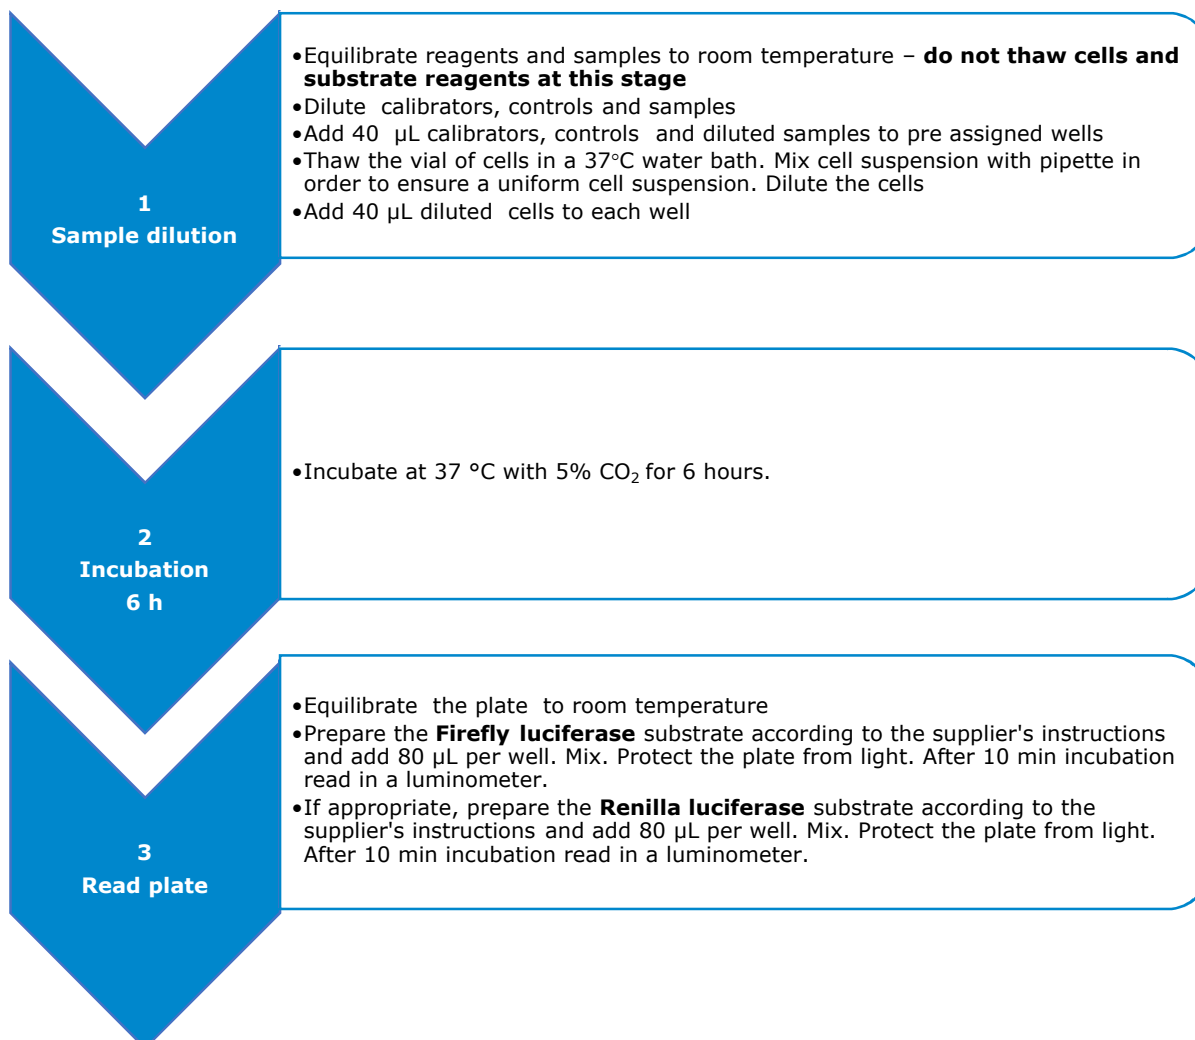 1
Sample dilution
•Equilibrate reagents and samples to room temperature – do not thaw cells and
substrate reagents at this stage
•Dilute  calibrators, controls and samples
•Add 40  µL calibrators, controls  and diluted samples to pre assigned wells
•Thaw the vial of cells in a 37°C water bath. Mix cell suspension with pipette in
order to ensure a uniform cell suspension. Dilute the cells
•Add 40 µL diluted  cells to each well
2
Incubation
6 h
•Incubate at 37 °C with 5% CO₂ for 6 hours.
3
Read plate
•Equilibrate  the plate  to room temperature
•Prepare the Firefly luciferase substrate according to the supplier's instructions
and add 80 µL per well. Mix. Protect the plate from light. After 10 min incubation
read in a luminometer.
•If appropriate, prepare the Renilla luciferase substrate according to the
supplier's instructions and add 80 µL per well. Mix. Protect the plate from light.
After 10 min incubation read in a luminometer.